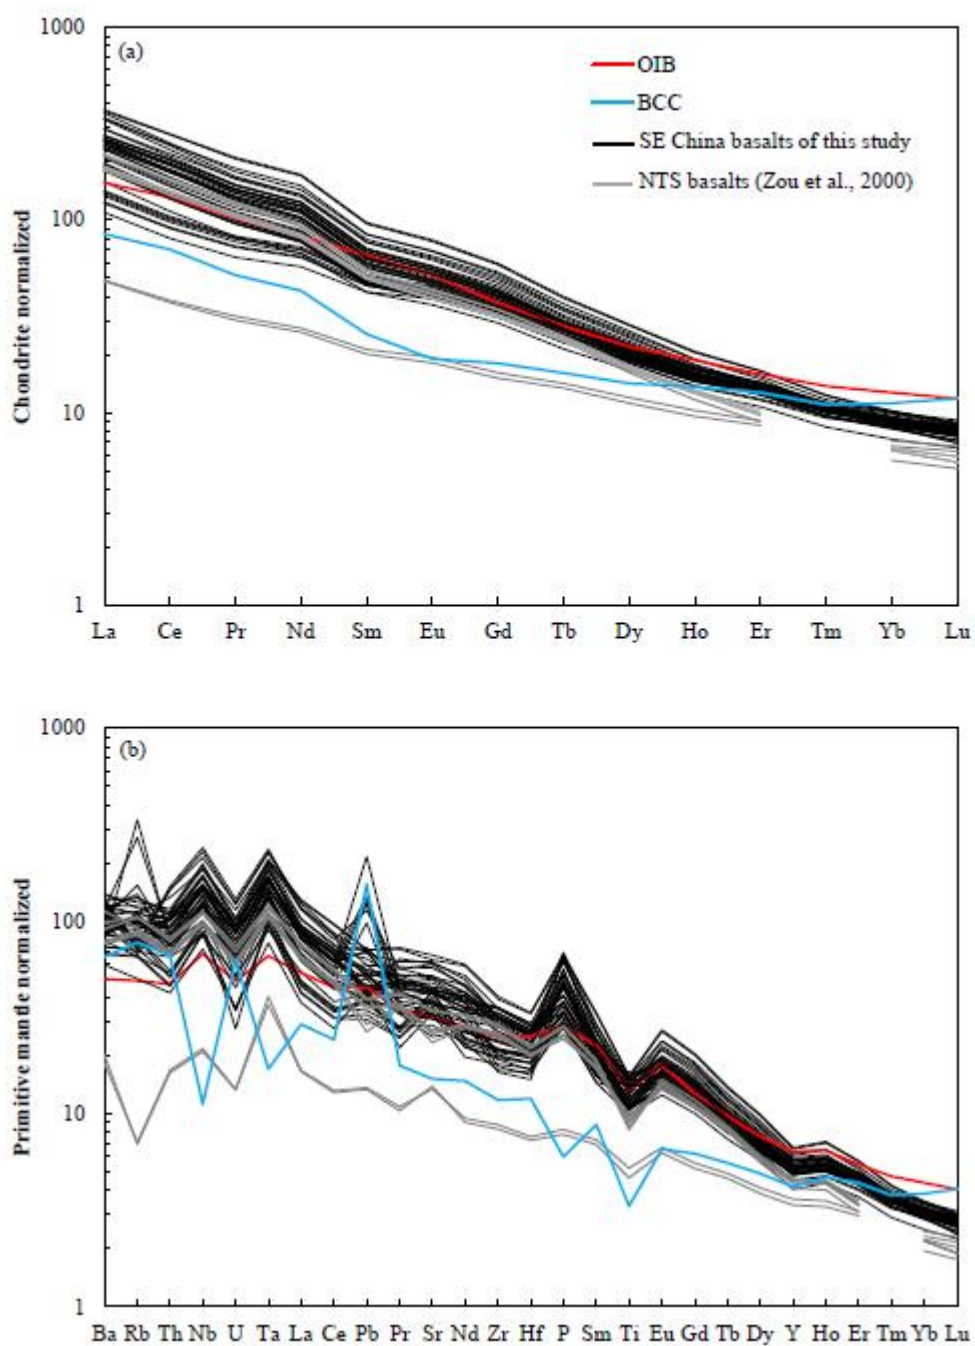 1000
(a)
OIB
BCC
SE China basalts of this study
NTS basalts (Zou et al., 2000)
100
10
1
Chondrite normalized
La Ce Pr Nd Sm Eu Gd Tb Dy Ho Er Tm Yb Lu
1000
(b)
100
10
1
Primitive mantle normalized
Ba Rb Th Nb U Ta La Ce Pb Pr Sr Nd Zr Hf P Sm Ti Eu Gd Tb Dy Y Ho Er Tm Yb Lu